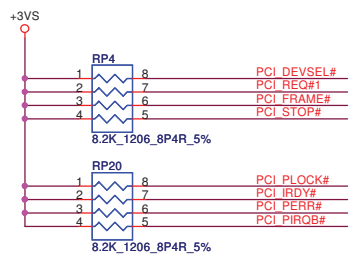 +3VS
RP4
1 8 PCI_DEVSEL#
2 7 PCI_REQ#1
3 6 PCI_FRAME#
4 5 PCI_STOP#
8.2K_1206_8P4R_5%
RP20
1 8 PCI_PLOCK#
2 7 PCI_IRDY#
3 6 PCI_PERR#
4 5 PCI_PIRQB#
8.2K_1206_8P4R_5%